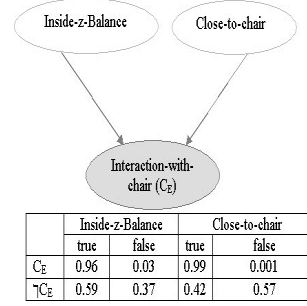 Inside-z-Balance
Close-to-chair
Interaction-with-
chair (CE)
Inside-z-Balance Close-to-chair
true false true false
CE 0.96 0.03 0.99 0.001
ךCE 0.59 0.37 0.42 0.57